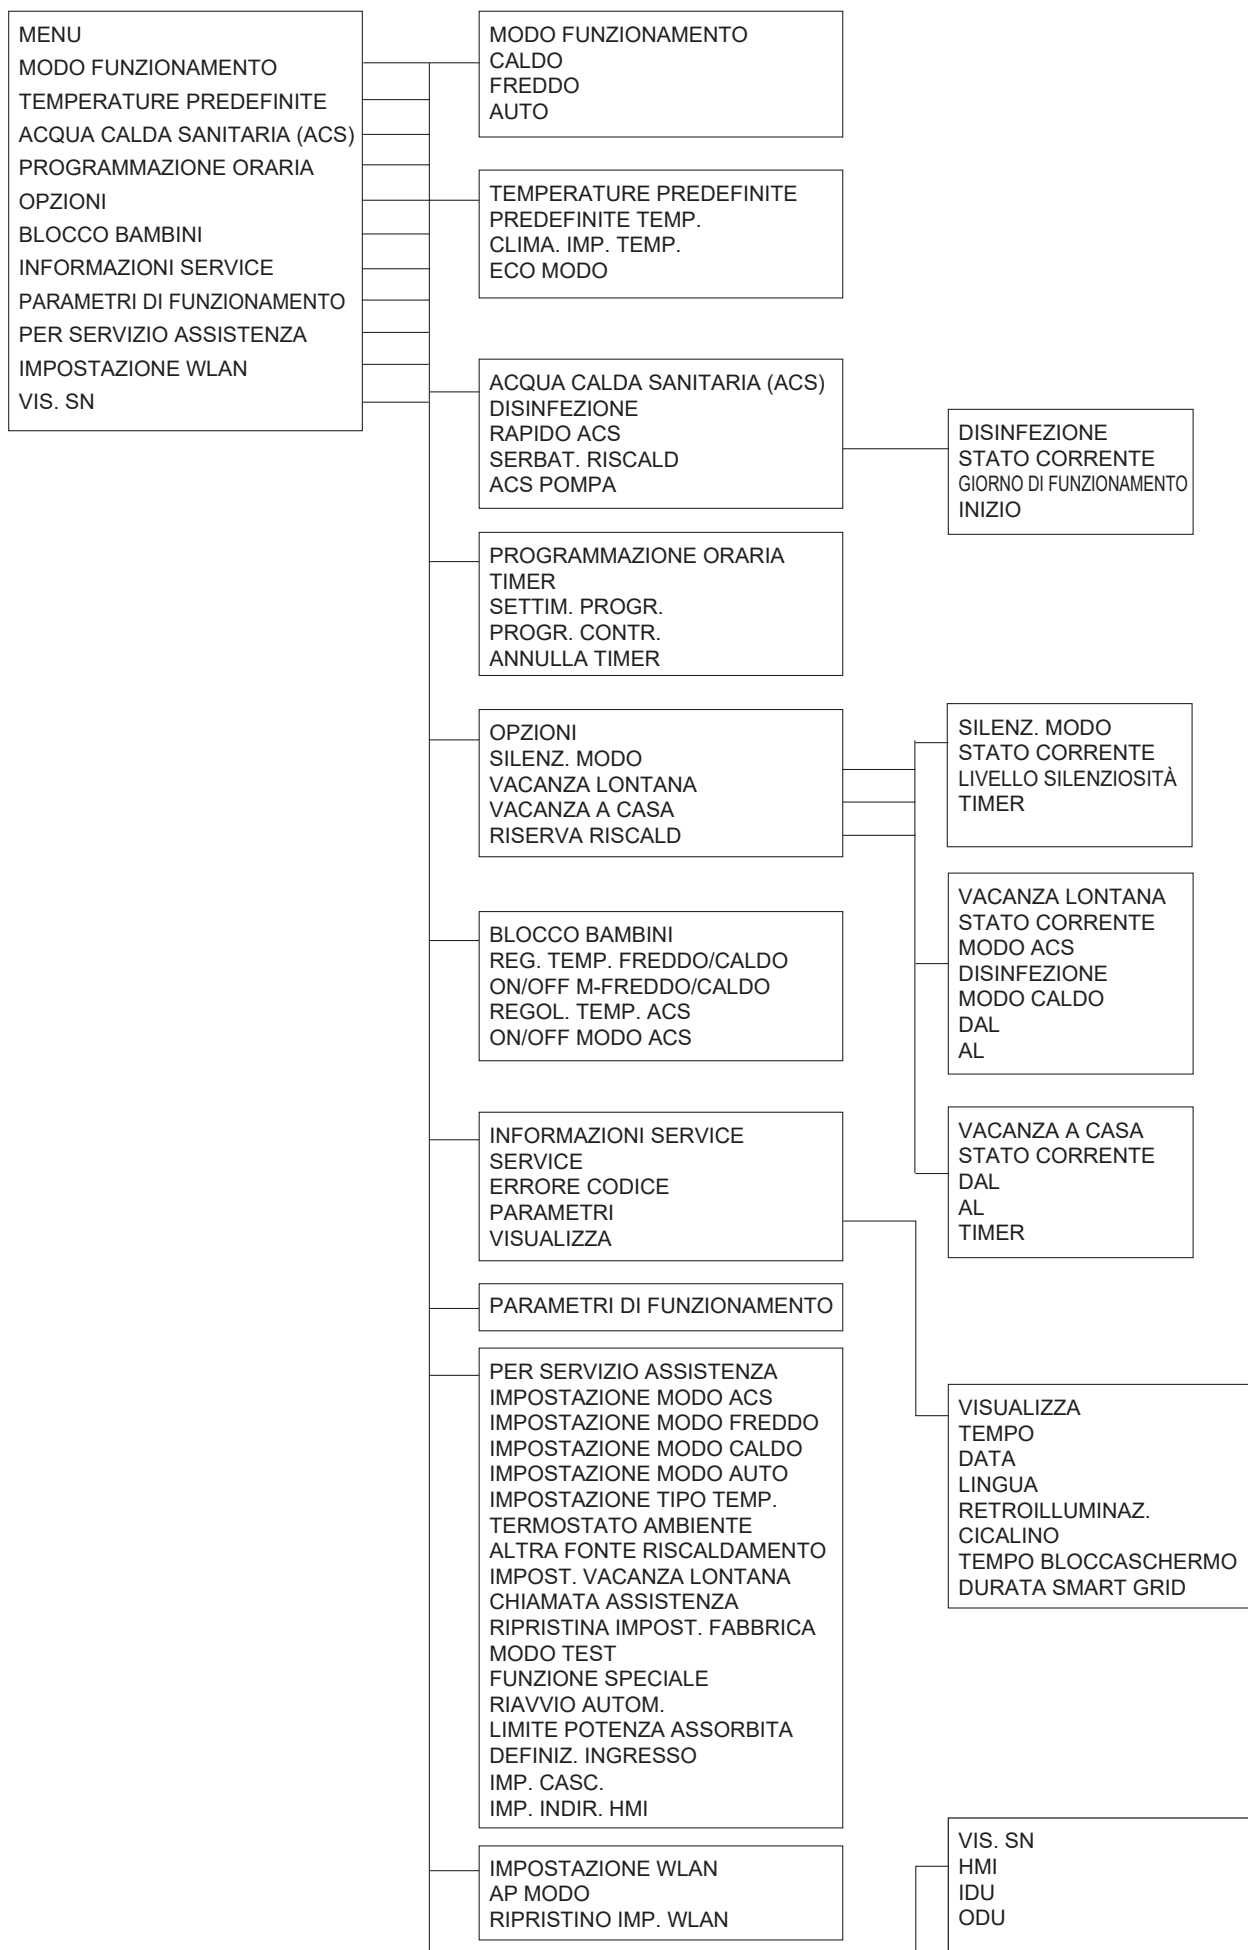 MENU
MODO FUNZIONAMENTO
TEMPERATURE PREDEFINITE
ACQUA CALDA SANITARIA (ACS)
PROGRAMMAZIONE ORARIA
OPZIONI
BLOCCO BAMBINI
INFORMAZIONI SERVICE
PARAMETRI DI FUNZIONAMENTO
PER SERVIZIO ASSISTENZA
IMPOSTAZIONE WLAN
VIS. SN
MODO FUNZIONAMENTO
CALDO
FREDDO
AUTO
TEMPERATURE PREDEFINITE
PREDEFINITE TEMP.
CLIMA. IMP. TEMP.
ECO MODO
ACQUA CALDA SANITARIA (ACS)
DISINFEZIONE
RAPIDO ACS
SERBAT. RISCALD
ACS POMPA
DISINFEZIONE
STATO CORRENTE
GIORNO DI FUNZIONAMENTO
INIZIO
PROGRAMMAZIONE ORARIA
TIMER
SETTIM. PROGR.
PROGR. CONTR.
ANNULLA TIMER
OPZIONI
SILENZ. MODO
VACANZA LONTANA
VACANZA A CASA
RISERVA RISCALD
SILENZ. MODO
STATO CORRENTE
LIVELLO SILENZIOSITÀ
TIMER
VACANZA LONTANA
STATO CORRENTE
MODO ACS
DISINFEZIONE
MODO CALDO
DAL
AL
BLOCCO BAMBINI
REG. TEMP. FREDDO/CALDO
ON/OFF M-FREDDO/CALDO
REGOL. TEMP. ACS
ON/OFF MODO ACS
VACANZA A CASA
STATO CORRENTE
DAL
AL
TIMER
INFORMAZIONI SERVICE
SERVICE
ERRORE CODICE
PARAMETRI
VISUALIZZA
PARAMETRI DI FUNZIONAMENTO
PER SERVIZIO ASSISTENZA
IMPOSTAZIONE MODO ACS
IMPOSTAZIONE MODO FREDDO
IMPOSTAZIONE MODO CALDO
IMPOSTAZIONE MODO AUTO
IMPOSTAZIONE TIPO TEMP.
TERMOSTATO AMBIENTE
ALTRA FONTE RISCALDAMENTO
IMPOST. VACANZA LONTANA
CHIAMATA ASSISTENZA
RIPRISTINA IMPOST. FABBRICA
MODO TEST
FUNZIONE SPECIALE
RIAVVIO AUTOM.
LIMITE POTENZA ASSORBITA
DEFINIZ. INGRESSO
IMP. CASC.
IMP. INDIR. HMI
VISUALIZZA
TEMPO
DATA
LINGUA
RETROILLUMINAZ.
CICALINO
TEMPO BLOCCASCHERMO
DURATA SMART GRID
IMPOSTAZIONE WLAN
AP MODO
RIPRISTINO IMP. WLAN
VIS. SN
HMI
IDU
ODU